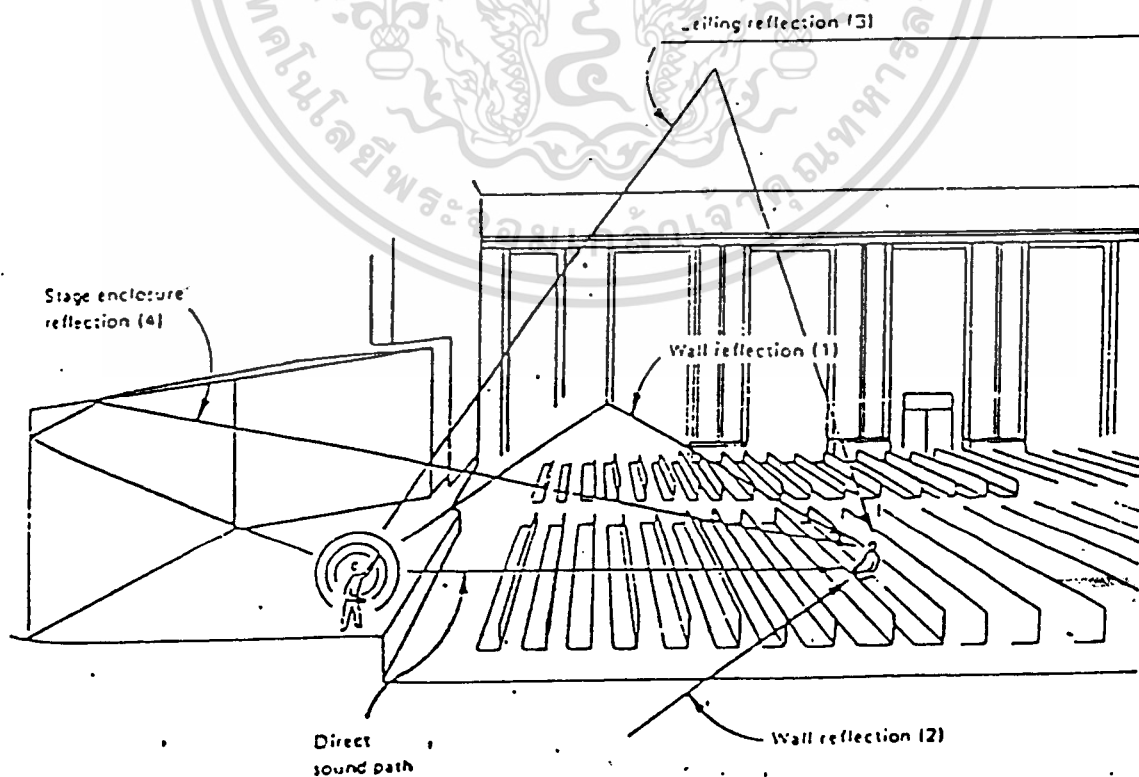 Ceiling reflection (3)
Stage enclosure
reflection (4)
Wall reflection (1)
Direct
sound path
Wall reflection (2)